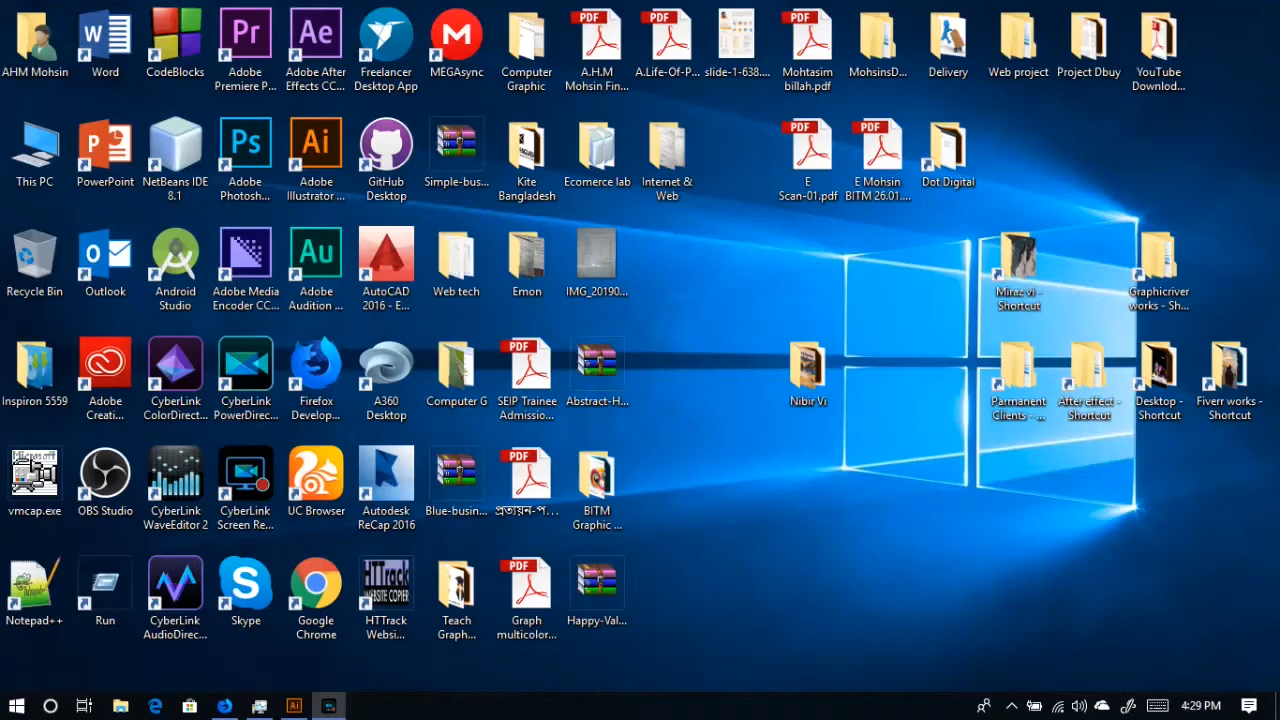 AHM Mohsin
Word
CodeBlocks
Adobe
Premiere P...
Adobe After
Effects CC...
Freelancer
Desktop App
MEGAsync
Computer
Graphic
A.H.M
Mohsin Fin...
A.Life-Of-P...
slide-1-638....
Mohtasim
billah.pdf
MohsinsD...
Delivery
Web project
Project Dbuy
YouTube
Downlod...
This PC
PowerPoint
NetBeans IDE
8.1
Adobe
Photosh...
Adobe
Illustrator ...
GitHub
Desktop
Simple-bus...
Kite
Bangladesh
Ecomerce lab
Internet &
Web
E
Scan-01.pdf
E Mohsin
BITM 26.01....
Dot Digital
Recycle Bin
Outlook
Android
Studio
Adobe Media
Encoder CC...
Adobe
Audition ...
AutoCAD
2016 - E...
Web tech
Emon
IMG_20190...
Miraz vi -
Shortcut
Graphicriver
works - Sh...
Inspiron 5559
Adobe
Creati...
CyberLink
ColorDirect...
CyberLink
PowerDirec...
Firefox
Develop...
A360
Desktop
Computer G
SEIP Trainee
Admissio...
Abstract-H...
Nibir Vi
Parmanent
Clients - ...
After effect -
Shortcut
Desktop -
Shortcut
Fiverr works -
Shortcut
vmcap.exe
OBS Studio
CyberLink
WaveEditor 2
CyberLink
Screen Re...
UC Browser
Autodesk
ReCap 2016
Blue-busin...
প্রত্যয়ন-প...
BITM
Graphic ...
Notepad++
Run
CyberLink
AudioDirec...
Skype
Google
Chrome
HTTrack
WEBSITE COPIER
HTTrack
Websi...
Teach
Graph...
Graph
multicolor...
Happy-Val...
4:29 PM